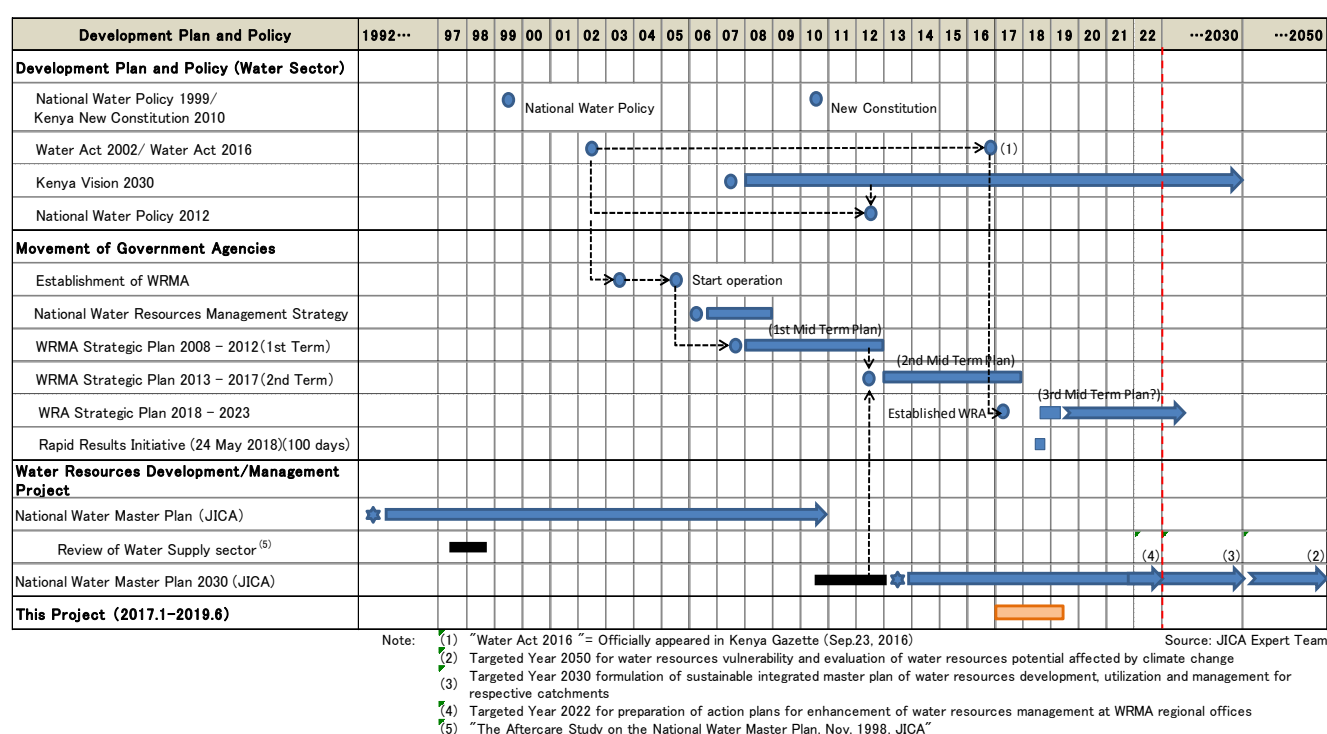 Development Plan and Policy 1992… 97 98 99 00 01 02 03 04 05 06 07 08 09 10 11 12 13 14 15 16 17 18 19 20 21 22 …2030 …2050
Development Plan and Policy (Water Sector)
National Water Policy 1999/
Kenya New Constitution 2010
National Water Policy
New Constitution
Water Act 2002/ Water Act 2016
(1)
Kenya Vision 2030
National Water Policy 2012
Movement of Government Agencies
Establishment of WRMA
Start operation
National Water Resources Management Strategy
(1st Mid Term Plan)
WRMA Strategic Plan 2008 - 2012(1st Term)
(2nd Mid Term Plan)
WRMA Strategic Plan 2013 - 2017(2nd Term)
(3rd Mid Term Plan?)
WRA Strategic Plan 2018 - 2023
Established WRA
Rapid Results Initiative (24 May 2018)(100 days)
Water Resources Development/Management
Project
National Water Master Plan (JICA)
Review of Water Supply sector(5)
(4) (3) (2)
National Water Master Plan 2030 (JICA)
This Project (2017.1-2019.6)
Note: (1) "Water Act 2016 "= Officially appeared in Kenya Gazette (Sep.23, 2016)
Source: JICA Expert Team
(2) Targeted Year 2050 for water resources vulnerability and evaluation of water resources potential affected by climate change
(3) Targeted Year 2030 formulation of sustainable integrated master plan of water resources development, utilization and management for
respective catchments
(4) Targeted Year 2022 for preparation of action plans for enhancement of water resources management at WRMA regional offices
(5) "The Aftercare Study on the National Water Master Plan, Nov. 1998, JICA"